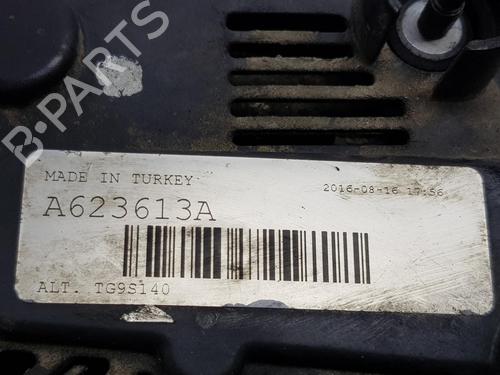 B-PARTS
MADE IN TURKEY
2016-08-16 17:56
A623613A
ALT. TG9S140